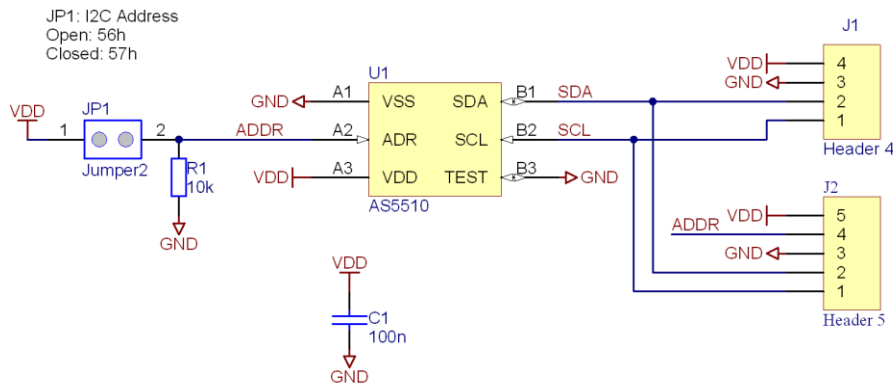 JP1: I2C Address
Open: 56h
Closed: 57h
VDD
1
JP1
2
Jumper2
R1
10k
GND
ADDR
GND
VDD
U1
A1
VSS
A2
ADR
A3
VDD
SDA
B1
SCL
B2
TEST
B3
AS5510
SDA
SCL
GND
VDD
C1
100n
GND
J1
VDD
4
GND
3
2
1
Header 4
J2
VDD
5
ADDR
4
GND
3
2
1
Header 5